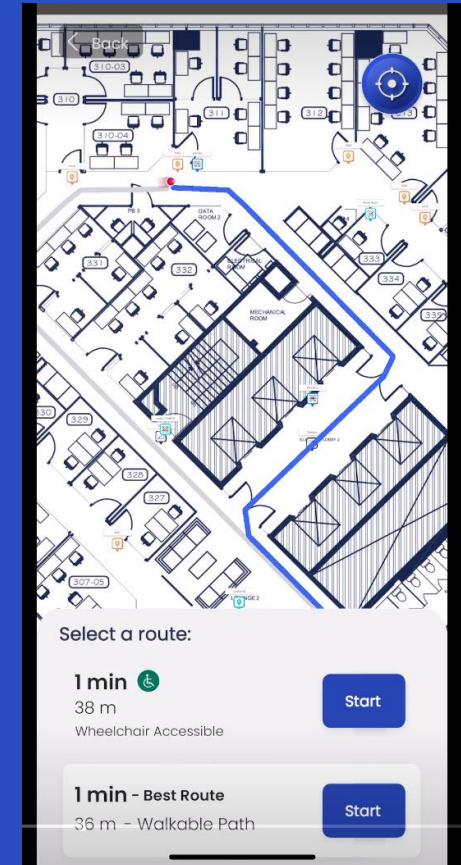 Back
310-03
310
311
312
313
310-04
PB 3
DATA
ROOM 2
331
332
ELECTRICAL
ROOM
333
334
335
MECHANICAL
ROOM
330
329
328
327
307-05
Select a route:
1 min
38 m
Wheelchair Accessible
Start
1 min - Best Route
36 m - Walkable Path
Start